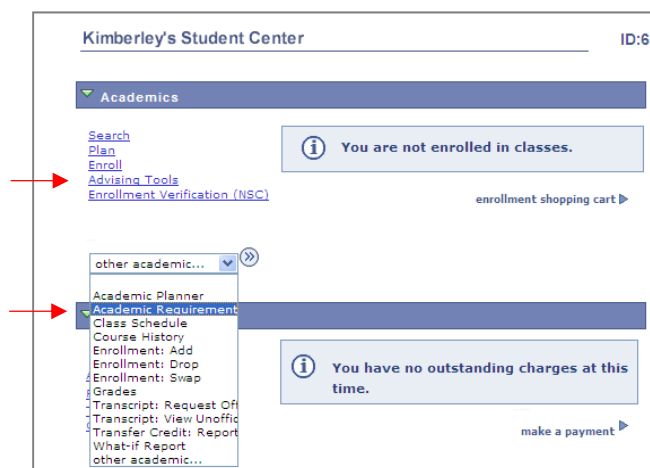 Kimberley's Student Center
ID:6
Academics
Search
Plan
Enroll
Advising Tools
Enrollment Verification (NSC)
You are not enrolled in classes.
enrollment shopping cart
other academic...
Academic Planner
Academic Requirement
Class Schedule
Course History
Enrollment: Add
Enrollment: Drop
Enrollment: Swap
Grades
Transcript: Request Off
Transcript: View Unoffic
Transfer Credit: Report
What-if Report
other academic...
You have no outstanding charges at this
time.
make a payment